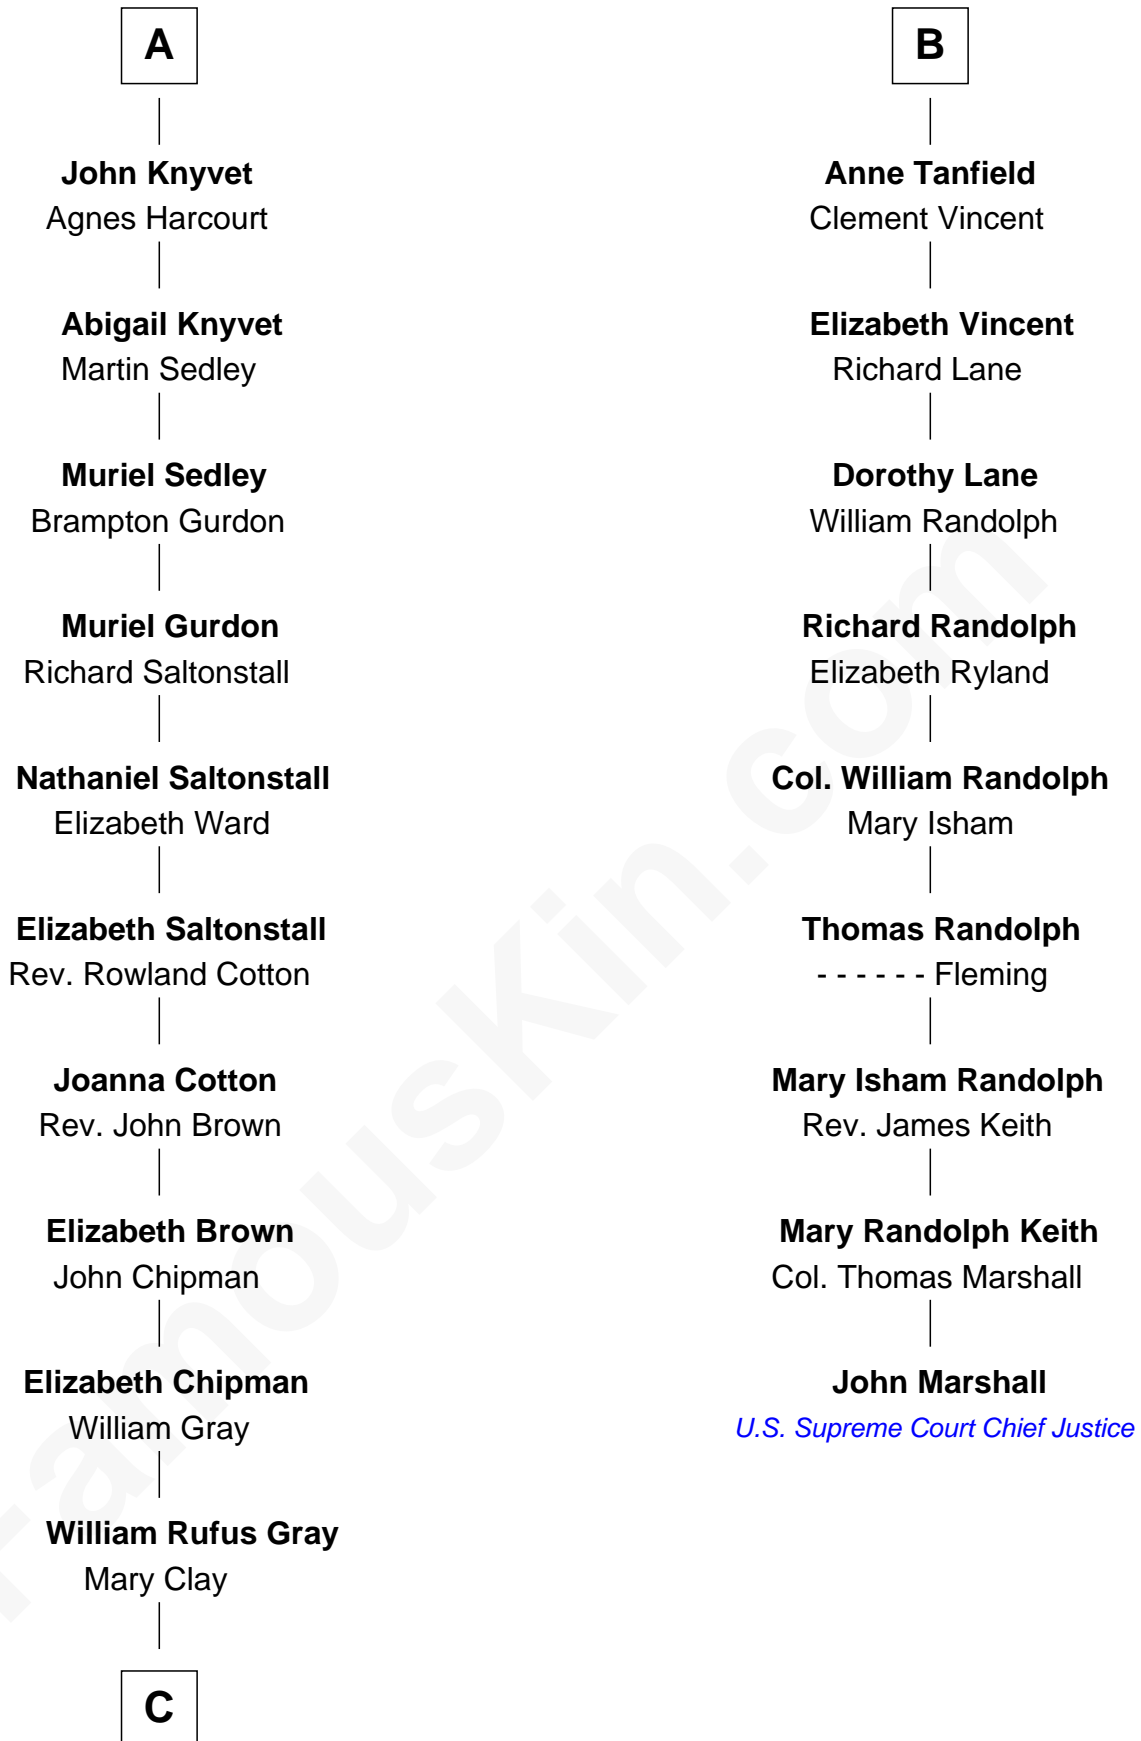 A
John Knyvet
Agnes Harcourt
Abigail Knyvet
Martin Sedley
Muriel Sedley
Brampton Gurdon
Muriel Gurdon
Richard Saltonstall
Nathaniel Saltonstall
Elizabeth Ward
Elizabeth Saltonstall
Rev. Rowland Cotton
Joanna Cotton
Rev. John Brown
Elizabeth Brown
John Chipman
Elizabeth Chipman
William Gray
William Rufus Gray
Mary Clay
C
B
Anne Tanfield
Clement Vincent
Elizabeth Vincent
Richard Lane
Dorothy Lane
William Randolph
Richard Randolph
Elizabeth Ryland
Col. William Randolph
Mary Isham
Thomas Randolph
- - - - - - Fleming
Mary Isham Randolph
Rev. James Keith
Mary Randolph Keith
Col. Thomas Marshall
John Marshall
U.S. Supreme Court Chief Justice
FamousKin.com